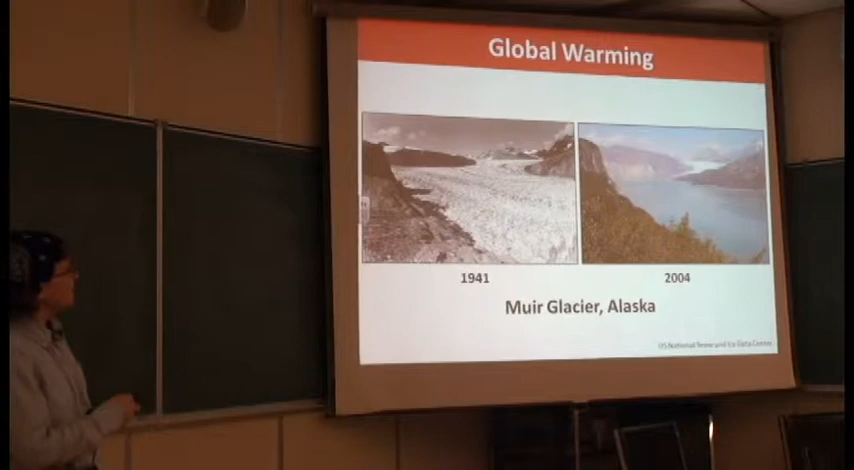 Global Warming
1941
2004
Muir Glacier, Alaska
US National Snow and Ice Data Center